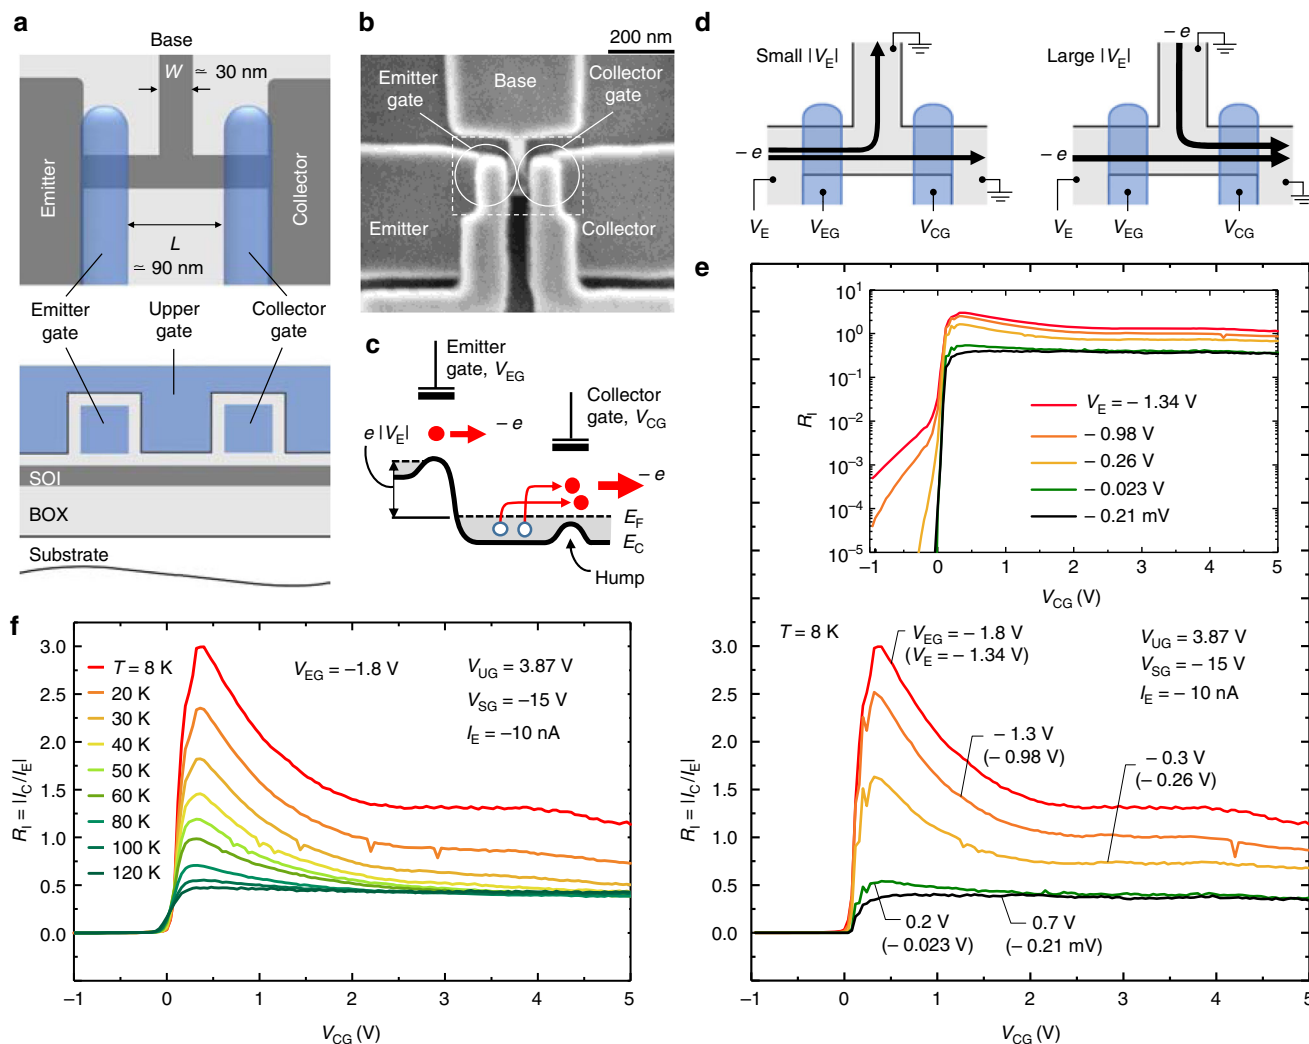 a
Base
W ≃ 30 nm
Emitter
Collector
L
≃ 90 nm
Emitter gate
Upper gate
Collector gate
SOI
BOX
Substrate
b
200 nm
Emitter gate
Base
Collector gate
Emitter
Collector
c
Emitter gate, VEG
Collector gate, VCG
e |VE|
– e
– e
EF
EC
Hump
d
Small |VE|
– e
VE
VEG
VCG
Large |VE|
– e
– e
VE
VEG
VCG
e
10^1
10^0
10^–1
10^–2
10^–3
10^–4
10^–5
RI
VE = – 1.34 V
– 0.98 V
– 0.26 V
– 0.023 V
– 0.21 mV
–1 0 1 2 3 4 5
VCG (V)
T = 8 K
VEG = – 1.8 V
(VE = – 1.34 V)
VUG = 3.87 V
VSG = – 15 V
IE = – 10 nA
– 1.3 V
(– 0.98 V)
– 0.3 V
(– 0.26 V)
0.2 V
(– 0.023 V)
0.7 V
(– 0.21 mV)
RI = |IC/IE|
3.0
2.5
2.0
1.5
1.0
0.5
0.0
–1 0 1 2 3 4 5
VCG (V)
f
T = 8 K
20 K
30 K
40 K
50 K
60 K
80 K
100 K
120 K
VEG = –1.8 V
VUG = 3.87 V
VSG = –15 V
IE = –10 nA
RI = |IC/IE|
3.0
2.5
2.0
1.5
1.0
0.5
0.0
–1 0 1 2 3 4 5
VCG (V)